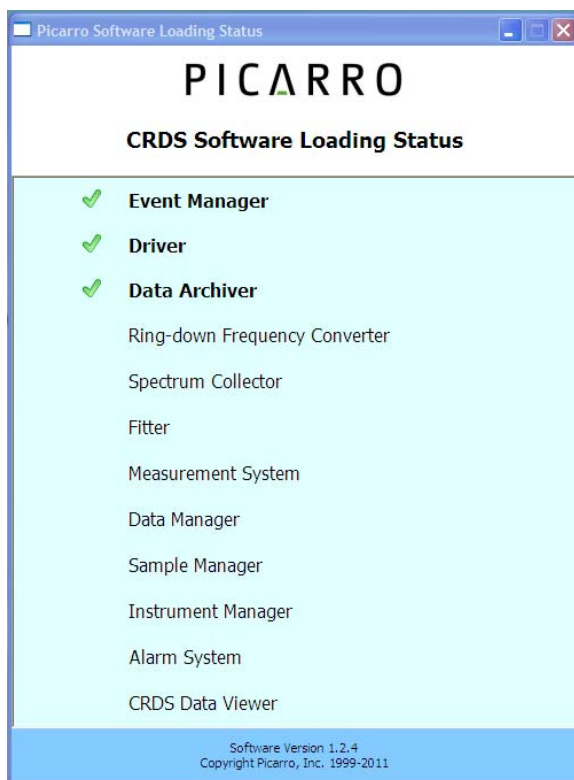 Picarro Software Loading Status
PICARRO
CRDS Software Loading Status
Event Manager
Driver
Data Archiver
Ring-down Frequency Converter
Spectrum Collector
Fitter
Measurement System
Data Manager
Sample Manager
Instrument Manager
Alarm System
CRDS Data Viewer
Software Version 1.2.4
Copyright Picarro, Inc. 1999-2011